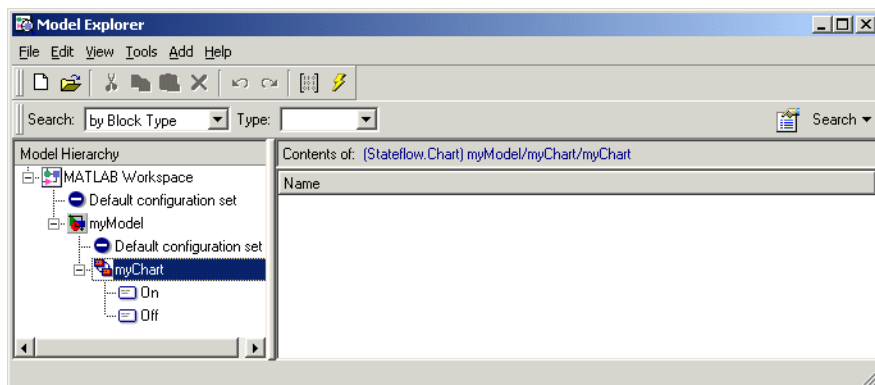 Model Explorer
File Edit View Tools Add Help
Search: by Block Type Type: Search
Model Hierarchy
Contents of: (Stateflow.Chart) myModel/myChart/myChart
Name
MATLAB Workspace
Default configuration set
myModel
Default configuration set
myChart
On
Off